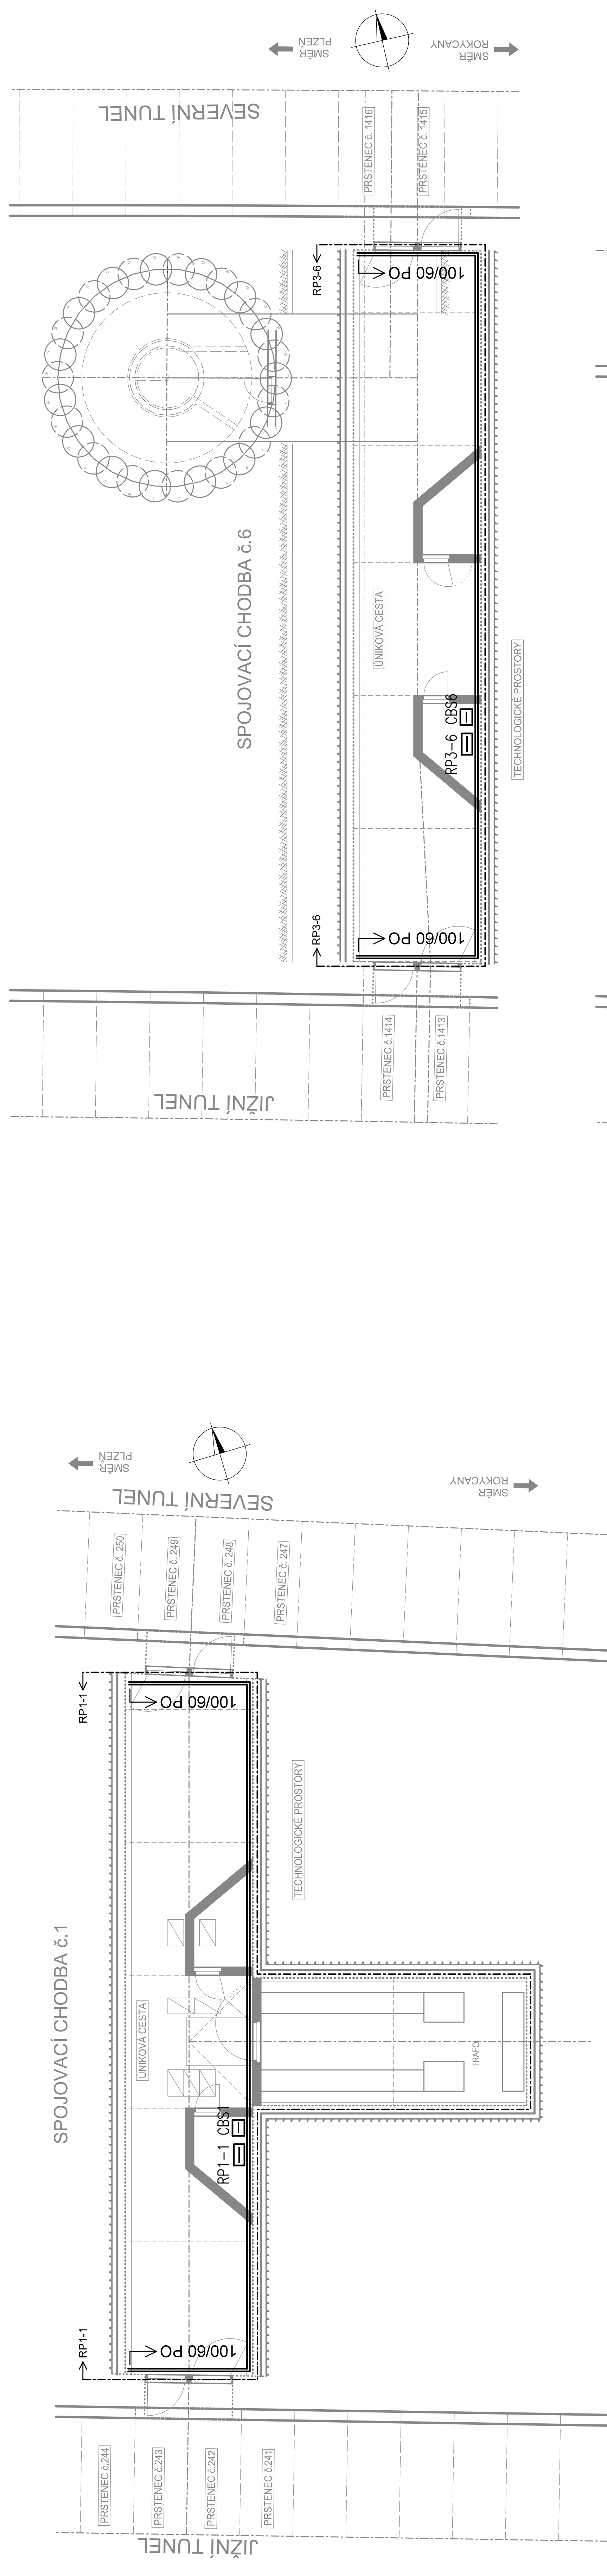 SMĚR
PLZEŇ
SMĚR
ROKYCANY
SEVERNÍ TUNEL
PRSTENEC č. 1416
PRSTENEC č. 1415
RP3-6
100/60 PO
SPOJOVACÍ CHODBA č.6
ÚNIKOVÁ CESTA
TECHNOLOGICKÉ PROSTORY
RP3-6 CBS6
100/60 PO
RP3-6
PRSTENEC č.1414
PRSTENEC č.1413
JIŽNÍ TUNEL
SMĚR
PLZEŇ
SMĚR
ROKYCANY
SEVERNÍ TUNEL
PRSTENEC č. 250
PRSTENEC č. 249
PRSTENEC č. 248
PRSTENEC č. 247
RP1-1
100/60 PO
TECHNOLOGICKÉ PROSTORY
SPOJOVACÍ CHODBA č.1
ÚNIKOVÁ CESTA
TRAFO
RP1-1 CBS1
100/60 PO
RP1-1
PRSTENEC č.244
PRSTENEC č.243
PRSTENEC č.242
PRSTENEC č.241
JIŽNÍ TUNEL